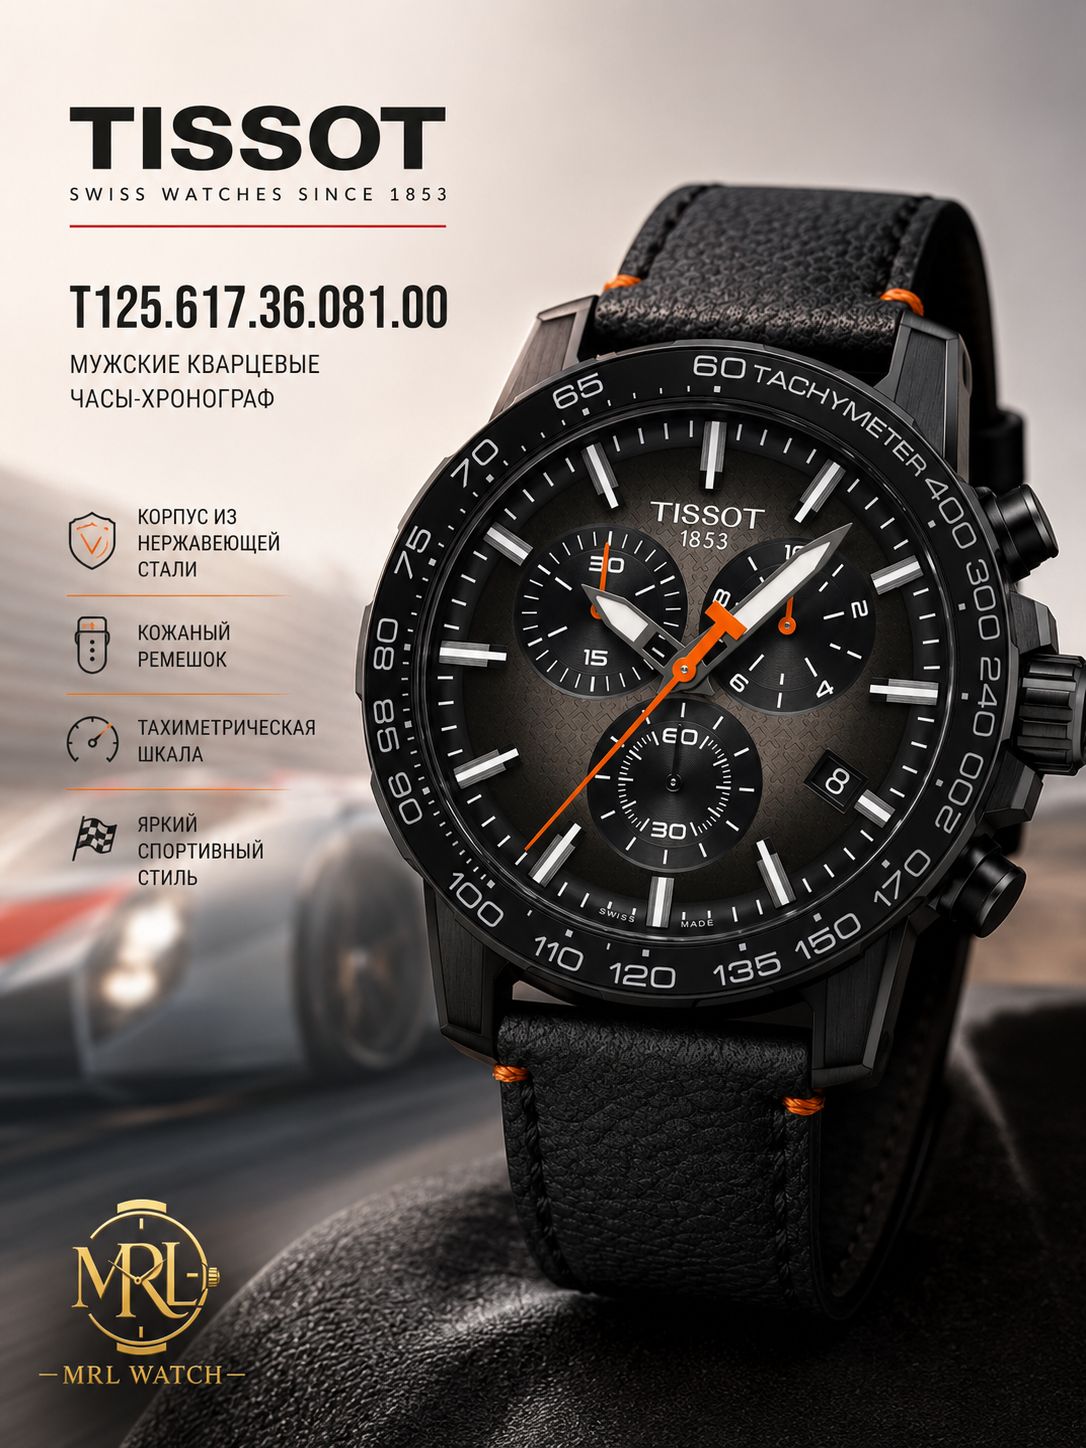 TISSOT
SWISS WATCHES SINCE 1853
T125.617.36.081.00
МУЖСКИЕ КВАРЦЕВЫЕ
ЧАСЫ-ХРОНОГРАФ
КОРПУС ИЗ
НЕРЖАВЕЮЩЕЙ
СТАЛИ
КОЖАНЫЙ
РЕМЕШОК
ТАХИМЕТРИЧЕСКАЯ
ШКАЛА
ЯРКИЙ
СПОРТИВНЫЙ
СТИЛЬ
60 TACHYMETER 400 300 240 200 170 150 135 120 110 100 90 85 80 75 70 65
TISSOT
1853
30
15
10
2
4
6
8
60
30
8
SWISS MADE
MRL
MRL WATCH